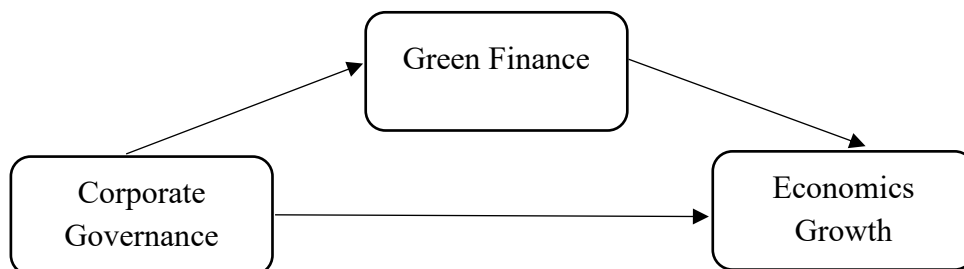 Green Finance
Corporate
Governance
Economics
Growth